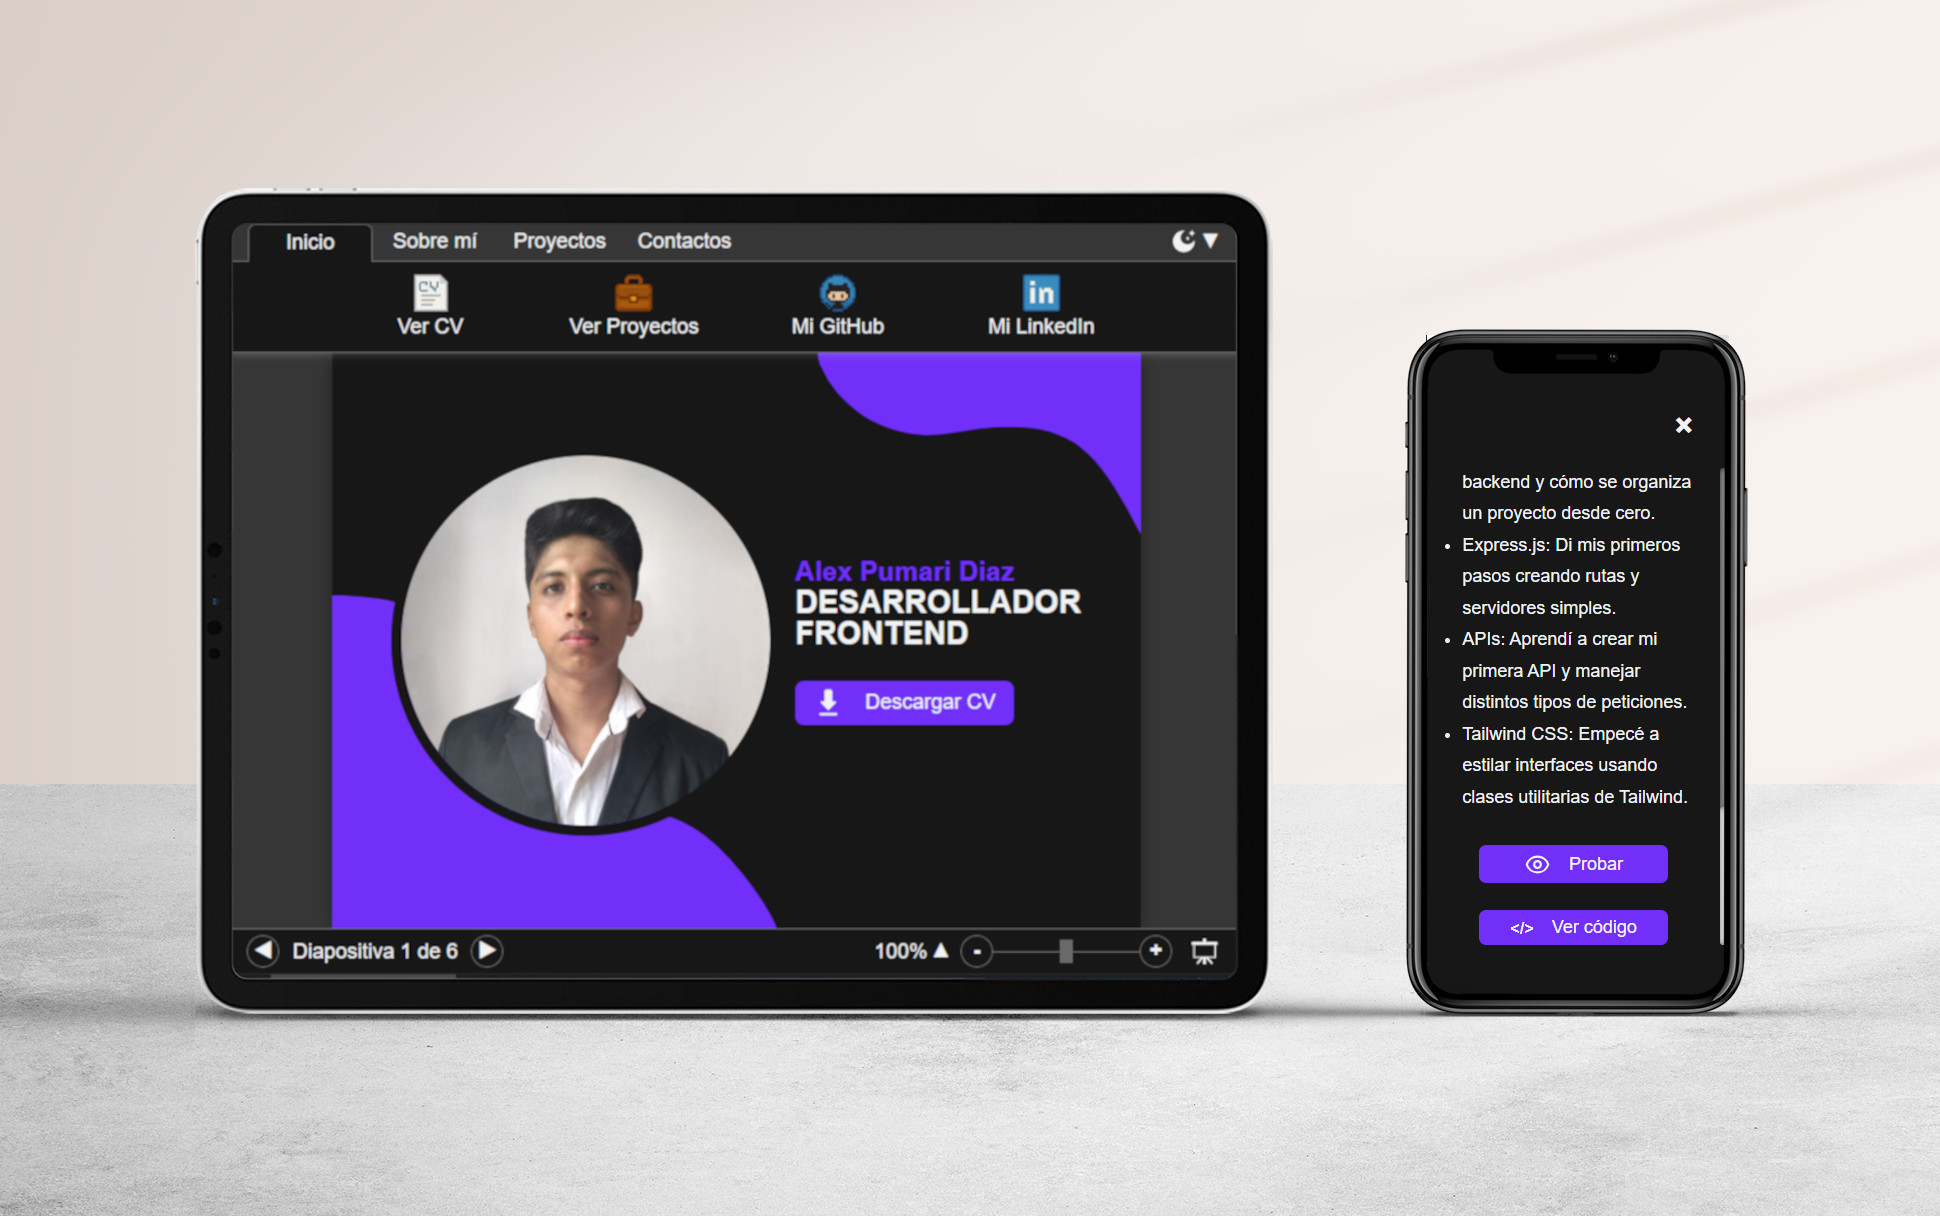 Inicio
Sobre mí
Proyectos
Contactos
CV
Ver CV
Ver Proyectos
Mi GitHub
in
Mi LinkedIn
Alex Pumari Diaz
DESARROLLADOR
FRONTEND
Descargar CV
Diapositiva 1 de 6
100%
backend y cómo se organiza
un proyecto desde cero.
• Express.js: Di mis primeros
pasos creando rutas y
servidores simples.
• APIs: Aprendí a crear mi
primera API y manejar
distintos tipos de peticiones.
• Tailwind CSS: Empecé a
estilar interfaces usando
clases utilitarias de Tailwind.
Probar
</> Ver código